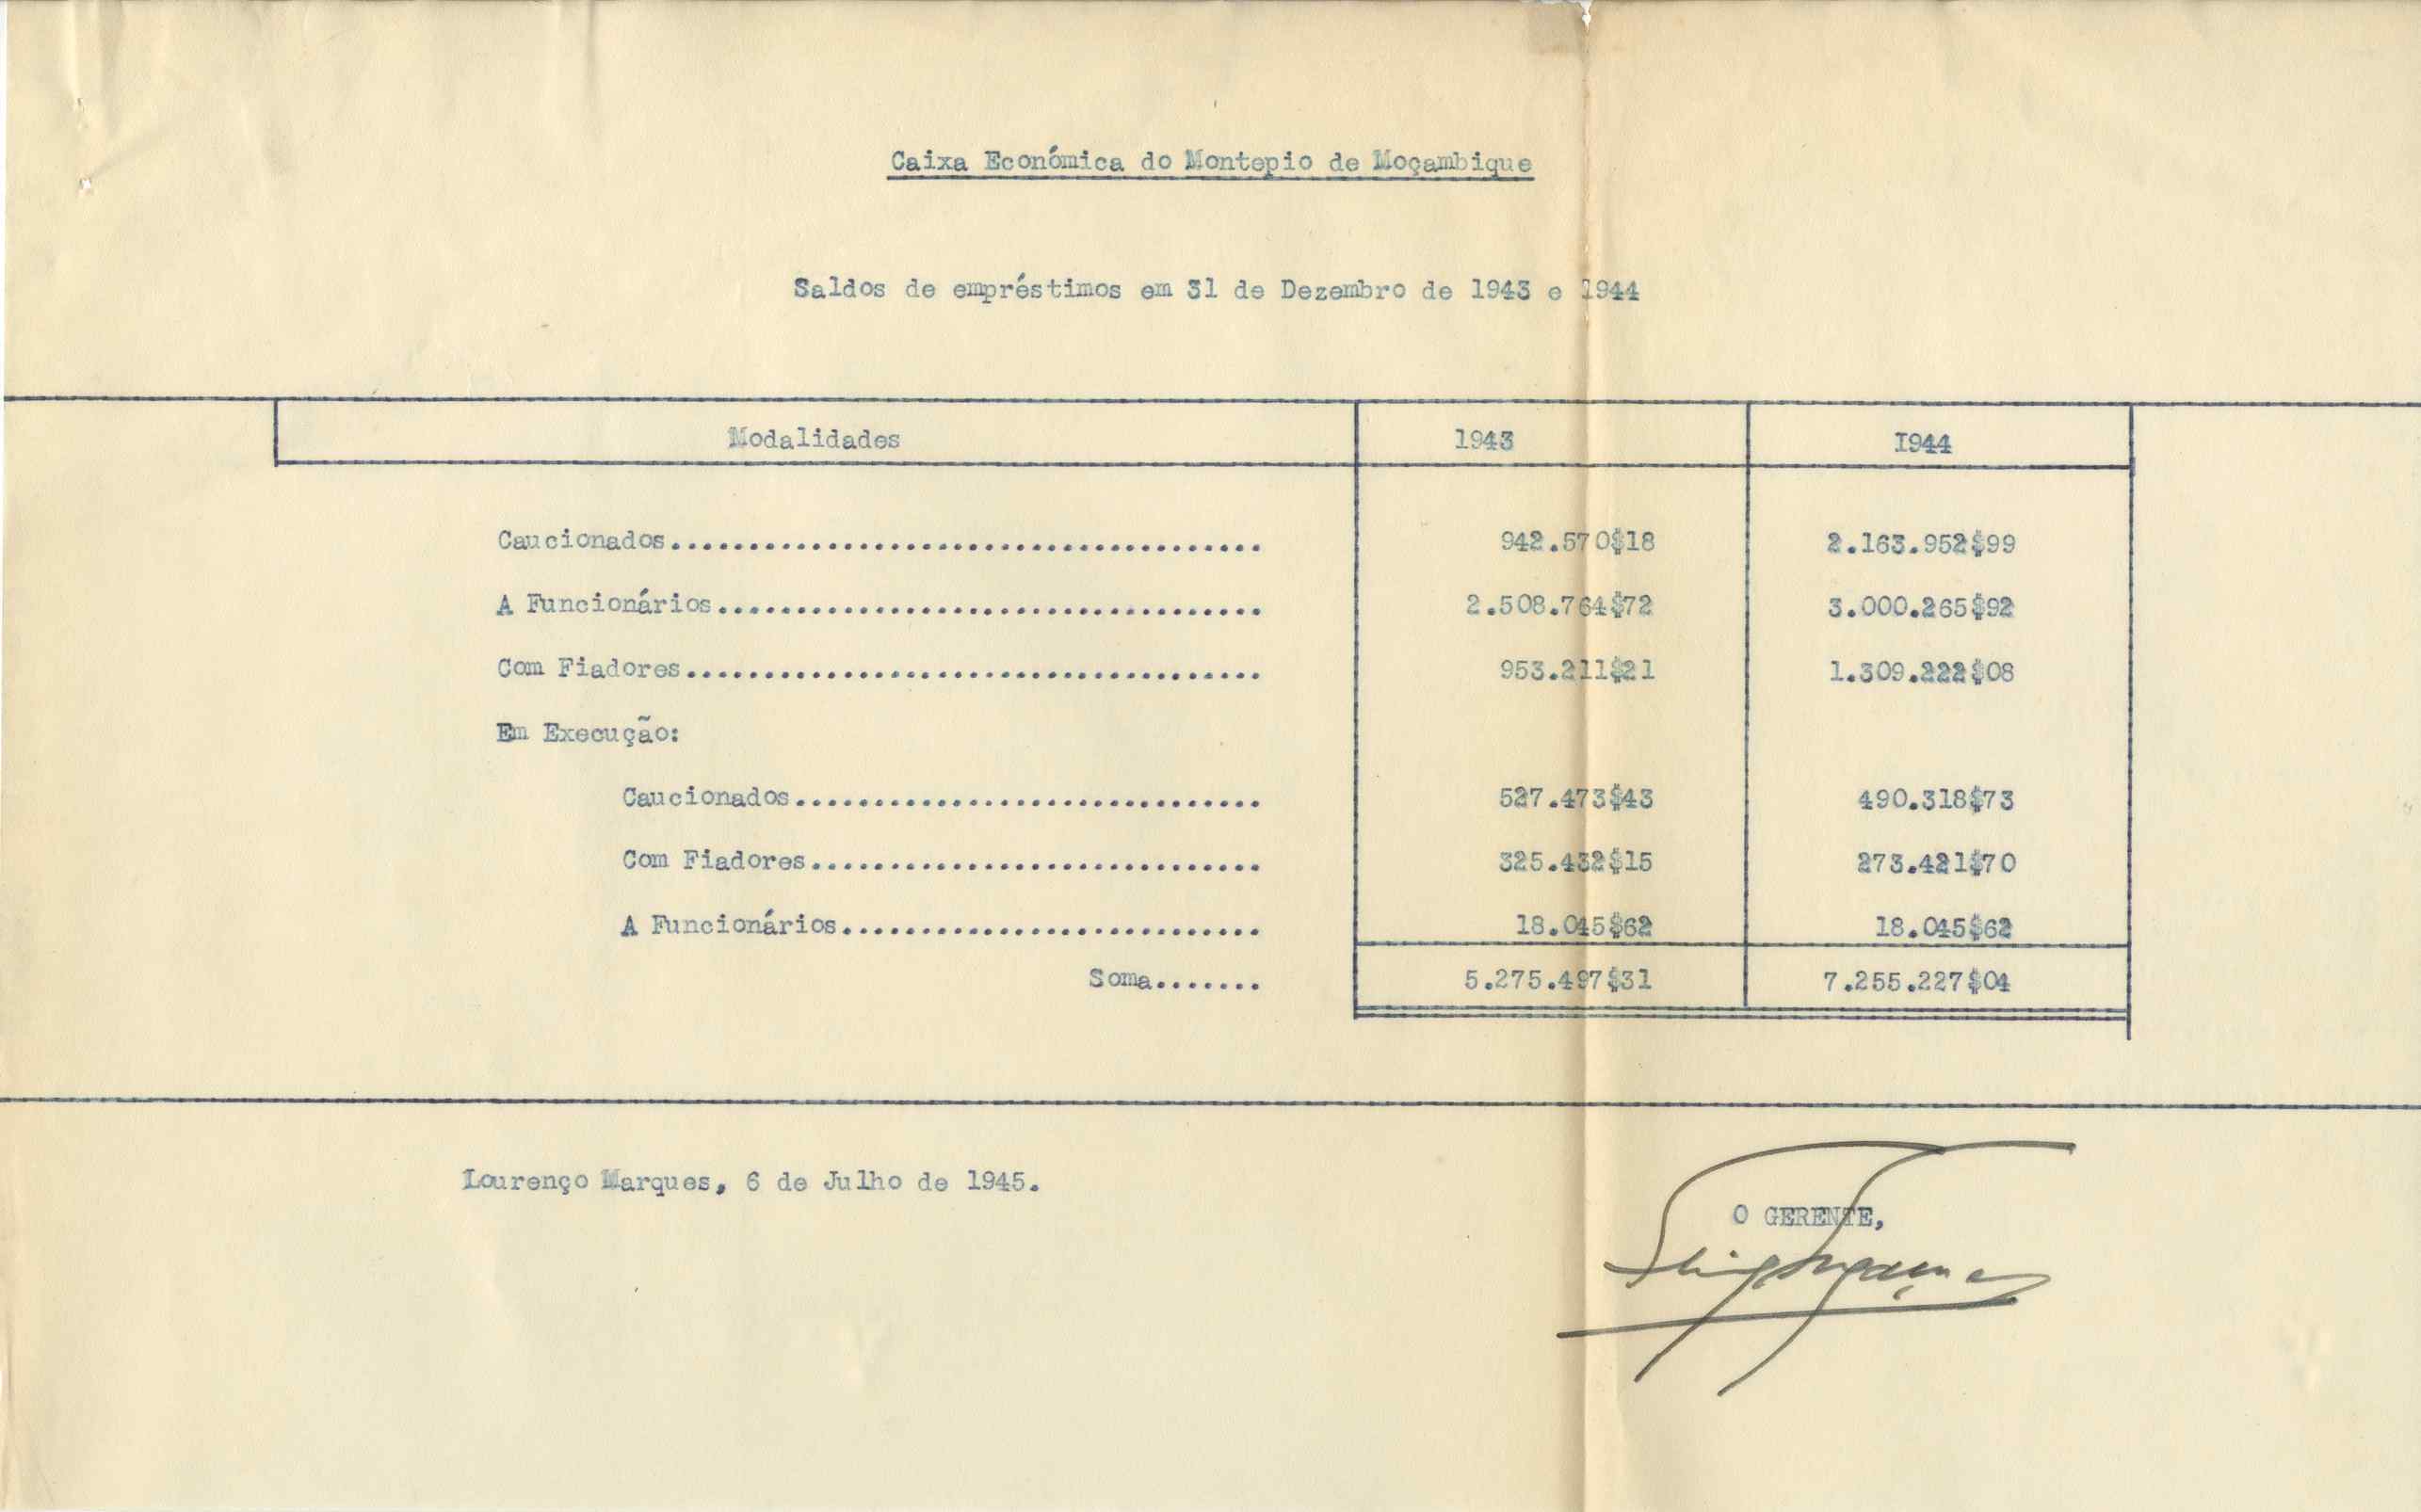 Caixa Económica do Montepio de Moçambique
Saldos de empréstimos em 31 de Dezembro de 1943 e 1944
Modalidades 1943 I944
Caucionados...................................... 942.570$18 2.163.952$99
A Funcionários................................... 2.508.764$72 3.000.265$92
Com Fiadores..................................... 953.211$21 1.309.222$08
Em Execução:
Caucionados.............................. 527.473$43 490.318$73
Com Fiadores............................. 325.432$15 273.421$70
A Funcionários........................... 18.045$62 18.045$62
Soma....... 5.275.497$31 7.255.227$04
Lourenço Marques, 6 de Julho de 1945.
O GERENTE,